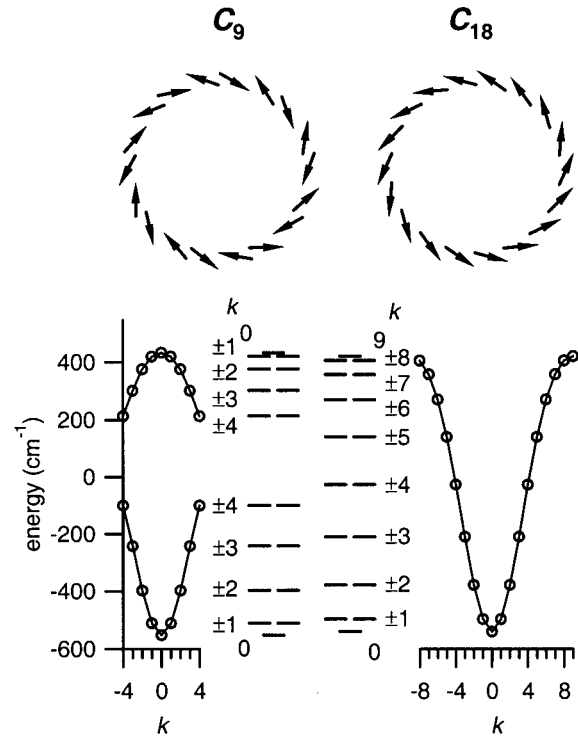 C9 C18
k k
0 9
±1 ±8
±2 ±7
±3 ±6
±4 ±5
±4 ±4
±3 ±3
±2 ±2
±1 ±1
0 0
energy (cm-1)
400
200
0
-200
-400
-600
-4 0 4
k
-8 -4 0 4 8
k